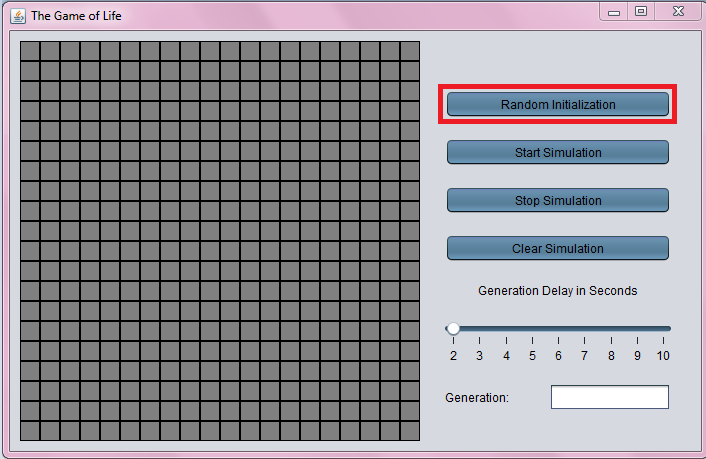 The Game of Life
Random Initialization
Start Simulation
Stop Simulation
Clear Simulation
Generation Delay in Seconds
2 3 4 5 6 7 8 9 10
Generation: